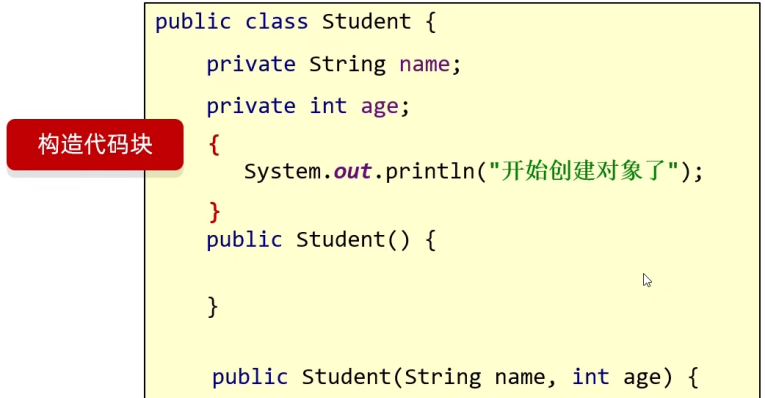 public class Student {
private String name;
private int age;
构造代码块
{
System.out.println("开始创建对象了");
}
public Student() {
}
public Student(String name, int age) {